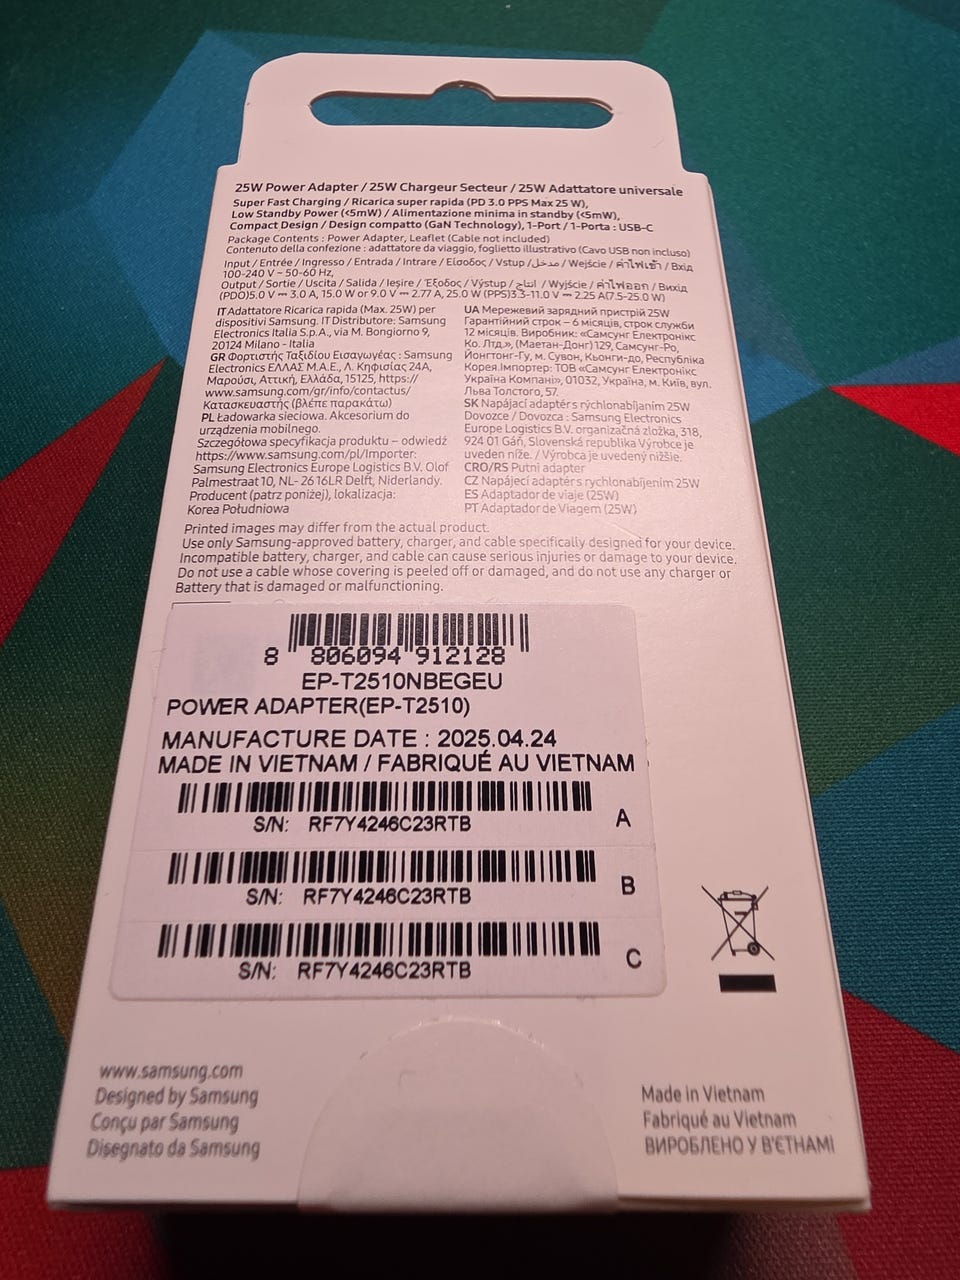 25W Power Adapter / 25W Chargeur Secteur / 25W Adattatore universale
Super Fast Charging / Ricarica super rapida (PD 3.0 PPS Max 25 W),
Low Standby Power (<5mW) / Alimentazione minima in standby (<5mW),
Compact Design / Design compatto (GaN Technology), 1-Port / 1-Porta : USB-C
Package Contents : Power Adapter, Leaflet (Cable not included)
Contenuto della confezione : adattatore da viaggio, foglietto illustrativo (Cavo USB non incluso)
Input / Entrée / Ingresso / Entrada / Intrare / Είσοδος / Vstup / مدخل / Wejście / ค่าไฟเข้า / Вхід
100-240 V ~ 50-60 Hz,
Output / Sortie / Uscita / Salida / Ieșire / Έξοδος / Výstup / إنتاج / Wyjście / ค่าไฟออก / Вихід
(PDO)5.0 V ⎓ 3.0 A, 15.0 W or 9.0 V ⎓ 2.77 A, 25.0 W (PPS)3.3-11.0 V ⎓ 2.25 A(7.5-25.0 W)
IT Adattatore Ricarica rapida (Max. 25W) per
dispositivi Samsung. IT Distributore: Samsung
Electronics Italia S.p.A., via M. Bongiorno 9,
20124 Milano - Italia
GR Φορτιστής Ταξιδίου Εισαγωγέας : Samsung
Electronics ΕΛΛΑΣ Μ.Α.Ε., Λ. Κηφισίας 24Α,
Μαρούσι, Αττική, Ελλάδα, 15125, https://
www.samsung.com/gr/info/contactus/
Κατασκευαστής (βλέπε παρακάτω)
PL Ładowarka sieciowa. Akcesorium do
urządzenia mobilnego.
Szczegółowa specyfikacja produktu – odwiedź
https://www.samsung.com/pl/Importer:
Samsung Electronics Europe Logistics B.V. Olof
Palmestraat 10, NL- 2616LR Delft, Niderlandy.
Producent (patrz poniżej), lokalizacja:
Korea Południowa
UA Мережевий зарядний пристрій 25W
Гарантійний строк – 6 місяців, строк служби
12 місяців. Виробник: «Самсунг Електронікс
Ко. Лтд.», (Маетан-Донг) 129, Самсунг-Ро,
Йонгтонг-Гу, м. Сувон, Кьонги-до, Республіка
Корея.Імпортер: ТОВ «Самсунг Електронікс
Україна Компані», 01032, Україна, м. Київ, вул.
Льва Толстого, 57.
SK Napájací adaptér s rýchlonabíjaním 25W
Dovozce / Dovozca : Samsung Electronics
Europe Logistics B.V. organizačná zložka, 318,
924 01 Gáň, Slovenská republika Výrobce je
uveden níže. / Výrobca je uvedený nižšie.
CRO/RS Putni adapter
CZ Napájecí adaptér s rychlonabíjením 25W
ES Adaptador de viaje (25W)
PT Adaptador de Viagem (25W)
Printed images may differ from the actual product.
Use only Samsung-approved battery, charger, and cable specifically designed for your device.
Incompatible battery, charger, and cable can cause serious injuries or damage to your device.
Do not use a cable whose covering is peeled off or damaged, and do not use any charger or
Battery that is damaged or malfunctioning.
8 806094 912128
EP-T2510NBEGEU
POWER ADAPTER(EP-T2510)
MANUFACTURE DATE : 2025.04.24
MADE IN VIETNAM / FABRIQUÉ AU VIETNAM
S/N: RF7Y4246C23RTB A
S/N: RF7Y4246C23RTB B
S/N: RF7Y4246C23RTB C
www.samsung.com
Designed by Samsung
Conçu par Samsung
Disegnato da Samsung
Made in Vietnam
Fabriqué au Vietnam
ВИРОБЛЕНО У В'ЄТНАМІ